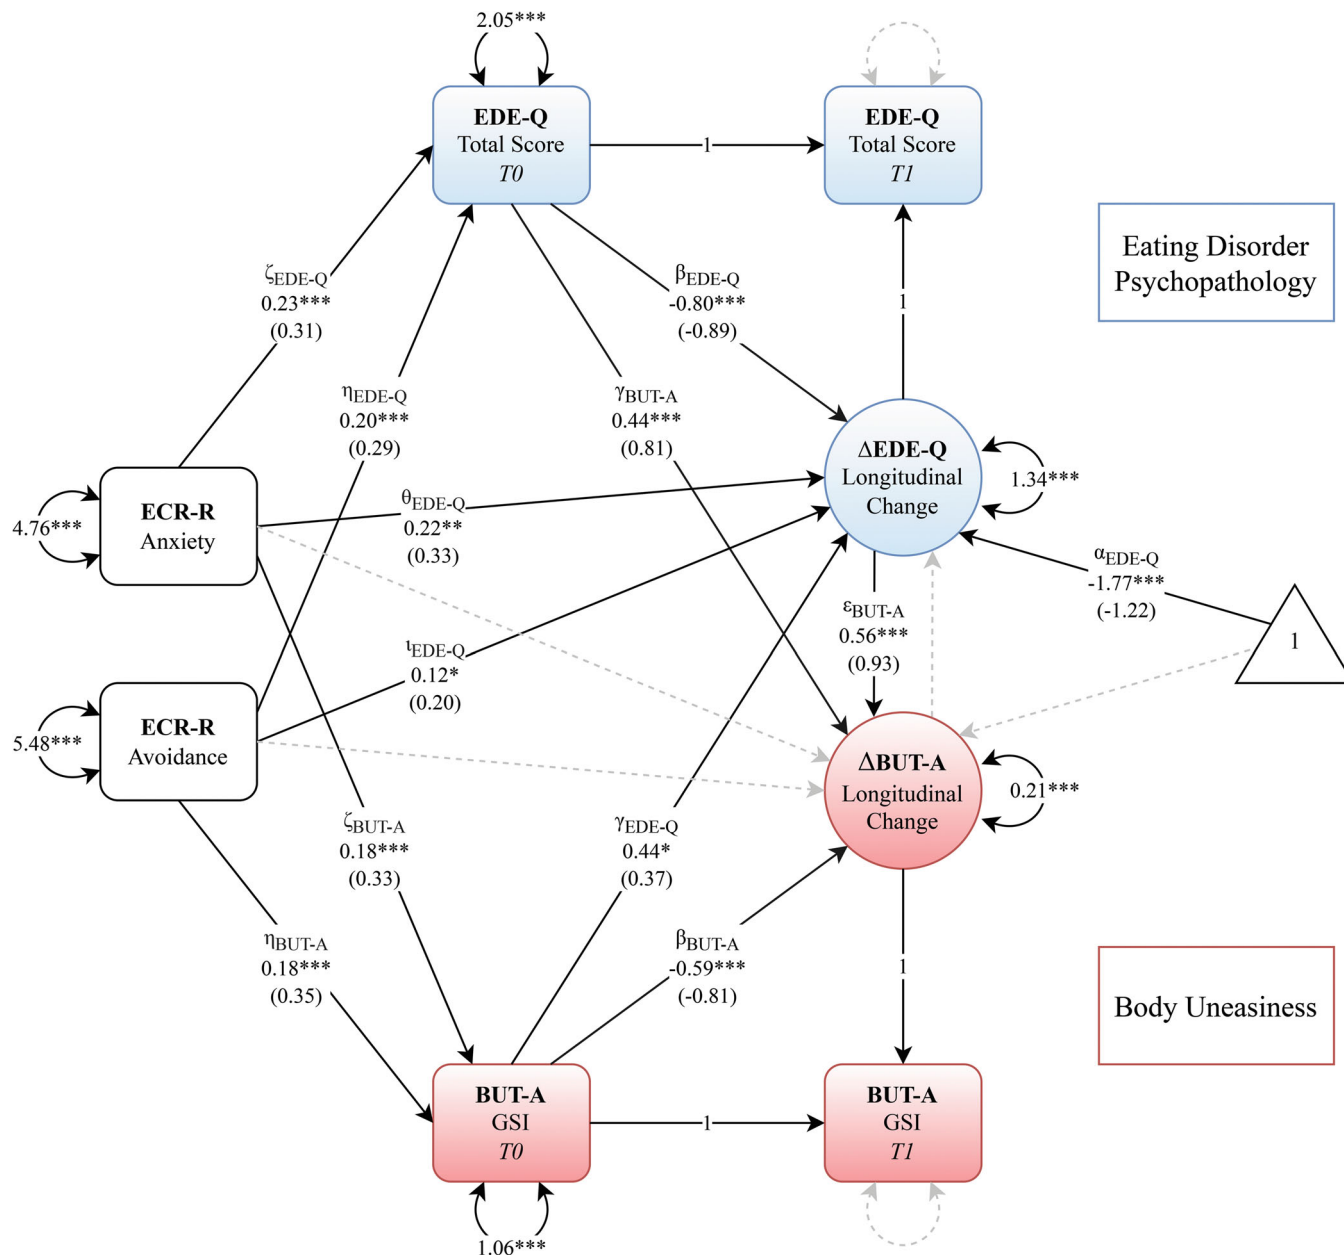 2.05***
EDE-Q
Total Score
T0
1
EDE-Q
Total Score
T1
Eating Disorder
Psychopathology
ζEDE-Q
0.23***
(0.31)
βEDE-Q
-0.80***
(-0.89)
1
ηEDE-Q
0.20***
(0.29)
γBUT-A
0.44***
(0.81)
ΔEDE-Q
Longitudinal
Change
1.34***
4.76***
ECR-R
Anxiety
θEDE-Q
0.22**
(0.33)
αEDE-Q
-1.77***
(-1.22)
1
εBUT-A
0.56***
(0.93)
ιEDE-Q
0.12*
(0.20)
5.48***
ECR-R
Avoidance
ΔBUT-A
Longitudinal
Change
0.21***
ζBUT-A
0.18***
(0.33)
γEDE-Q
0.44*
(0.37)
ηBUT-A
0.18***
(0.35)
βBUT-A
-0.59***
(-0.81)
1
Body Uneasiness
BUT-A
GSI
T0
1
BUT-A
GSI
T1
1.06***